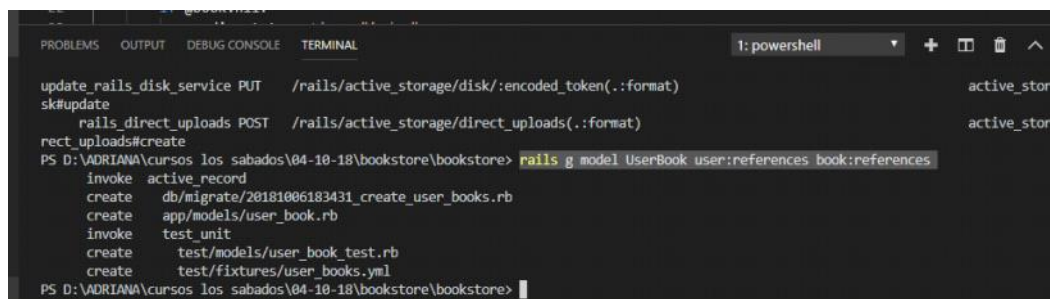 22
PROBLEMS OUTPUT DEBUG CONSOLE TERMINAL 1: powershell
update_rails_disk_service PUT /rails/active_storage/disk/:encoded_token(.:format) active_stor
sk#update
rails_direct_uploads POST /rails/active_storage/direct_uploads(.:format) active_stor
rect_uploads#create
PS D:\ADRIANA\cursos los sabados\04-10-18\bookstore\bookstore> rails g model UserBook user:references book:references
invoke active_record
create db/migrate/20181006183431_create_user_books.rb
create app/models/user_book.rb
invoke test_unit
create test/models/user_book_test.rb
create test/fixtures/user_books.yml
PS D:\ADRIANA\cursos los sabados\04-10-18\bookstore\bookstore>